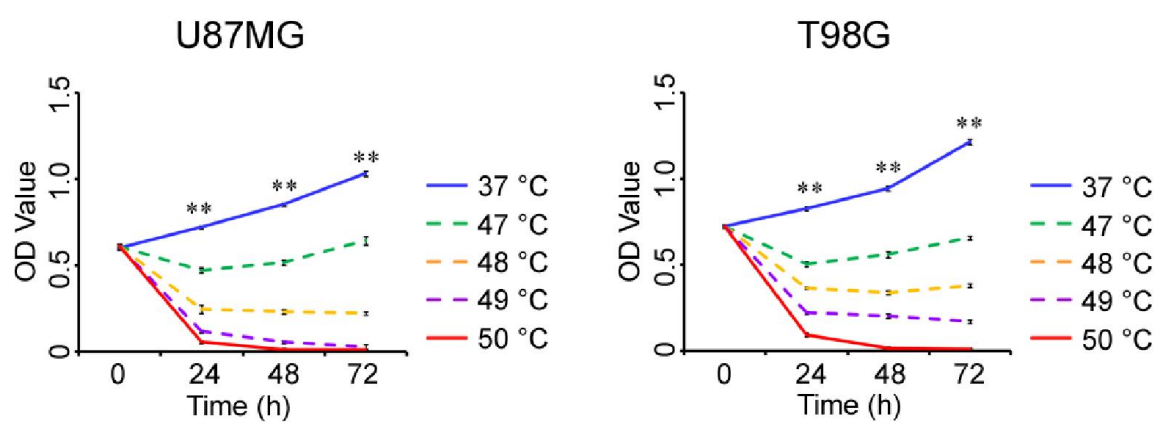 U87MG
OD Value
1.5
1.0
0.5
0
0 24 48 72
Time (h)
**
**
**
37 °C
47 °C
48 °C
49 °C
50 °C
T98G
OD Value
1.5
1.0
0.5
0
0 24 48 72
Time (h)
**
**
**
37 °C
47 °C
48 °C
49 °C
50 °C